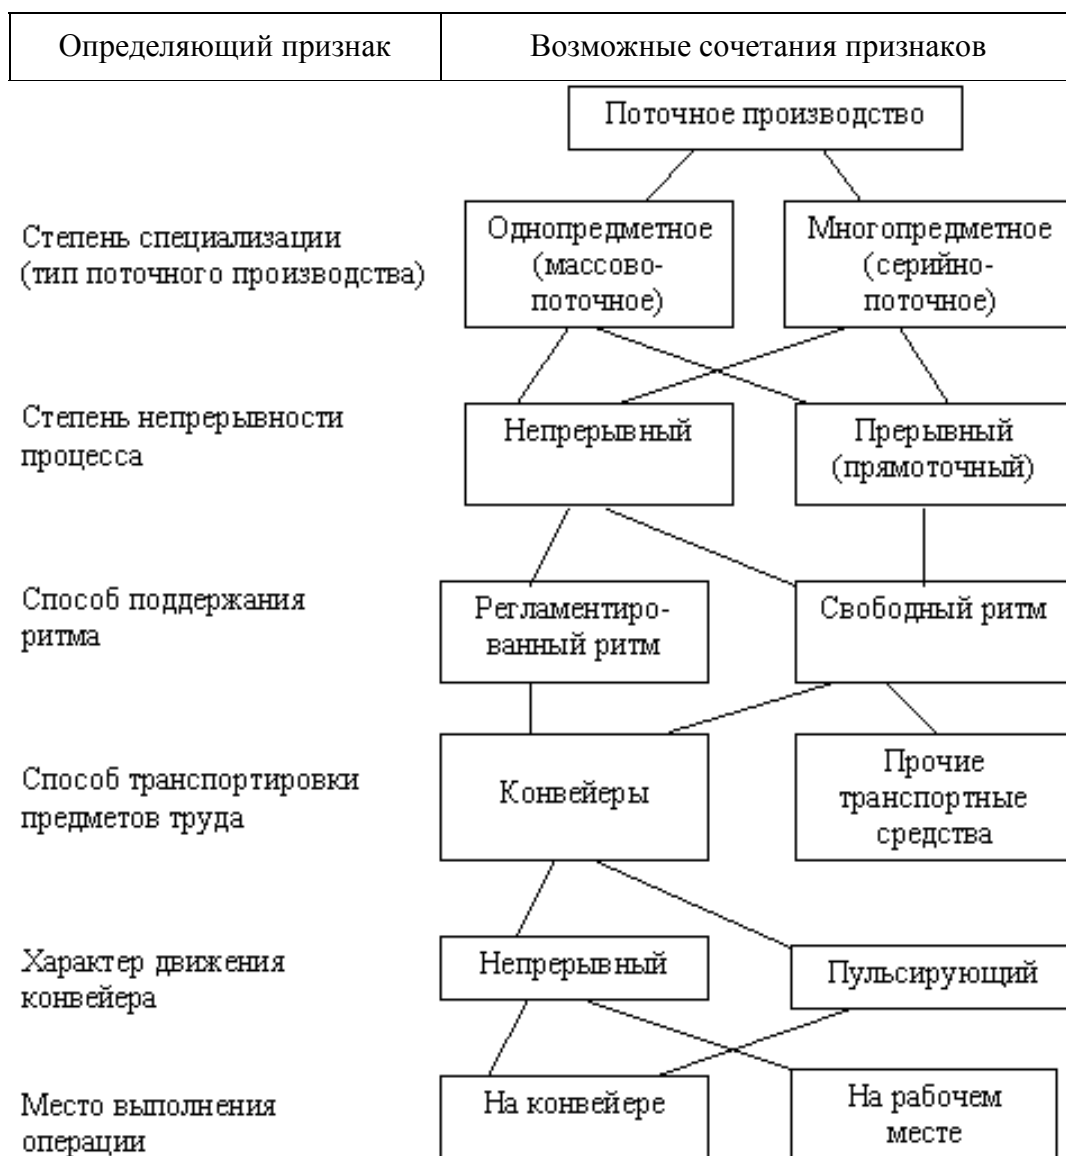 Определяющий признак
Возможные сочетания признаков
Поточное производство
Степень специализации
(тип поточного производства)
Однопредметное
(массово-
поточное)
Многопредметное
(серийно-
поточное)
Степень непрерывности
процесса
Непрерывный
Прерывный
(прямоточный)
Способ поддержания
ритма
Регламентиро-
ванный ритм
Свободный ритм
Способ транспортировки
предметов труда
Конвейеры
Прочие
транспортные
средства
Характер движения
конвейера
Непрерывный
Пульсирующий
Место выполнения
операции
На конвейере
На рабочем
месте